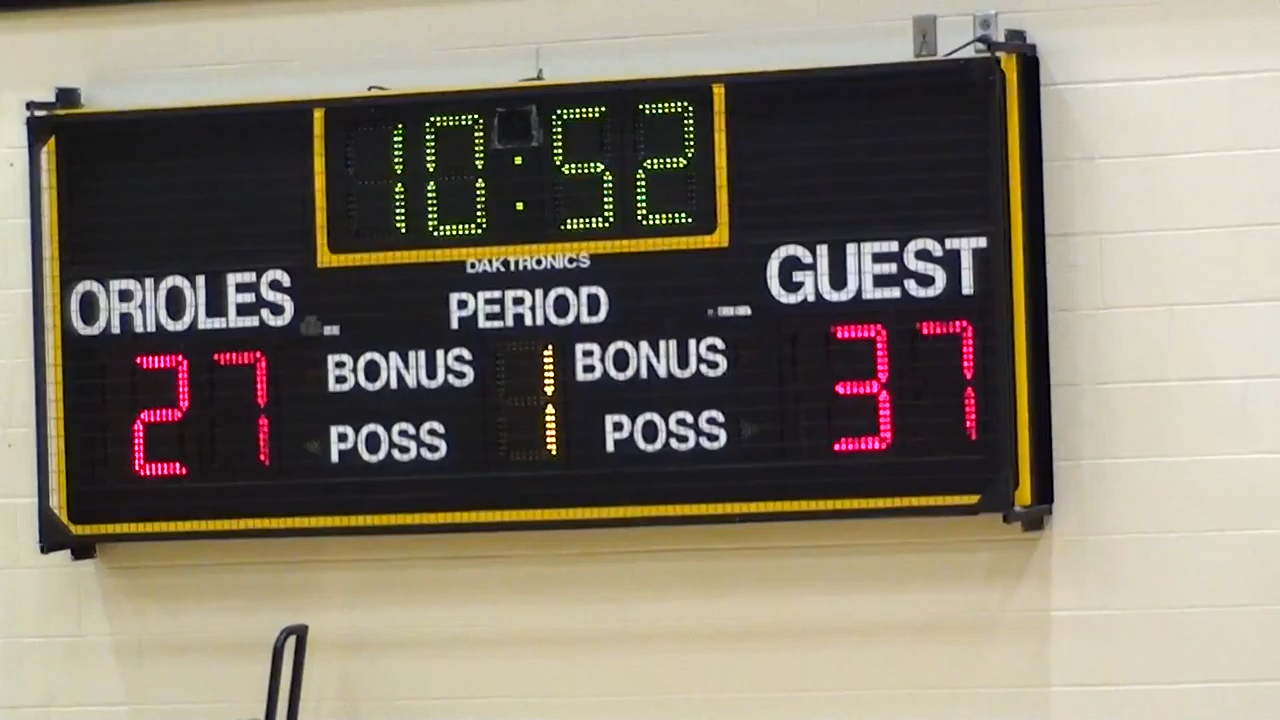 10:52
DAKTRONICS
ORIOLES PERIOD GUEST
27 BONUS 1 BONUS 37
POSS POSS